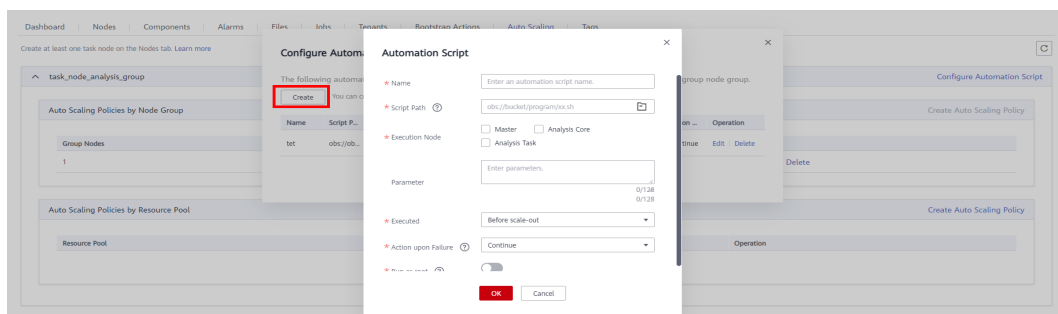 Dashboard Nodes Components Alarms Files Jobs Tenants Bootstrap Actions Auto Scaling Tags
Create at least one task node on the Nodes tab. Learn more
task_node_analysis_group
Configure Automation Script
Auto Scaling Policies by Node Group
Create Auto Scaling Policy
Group Nodes
1
Delete
Auto Scaling Policies by Resource Pool
Create Auto Scaling Policy
Resource Pool
Operation
Configure Automa
The following automat
group node group.
Create
You can c
Name Script P... on ... Operation
tet obs://ob... tinue Edit Delete
Automation Script
* Name
Enter an automation script name.
* Script Path
obs://bucket/program/xx.sh
* Execution Node
Master Analysis Core
Analysis Task
Parameter
Enter parameters.
0/128
0/128
* Executed
Before scale-out
* Action upon Failure
Continue
* Run as root
OK Cancel